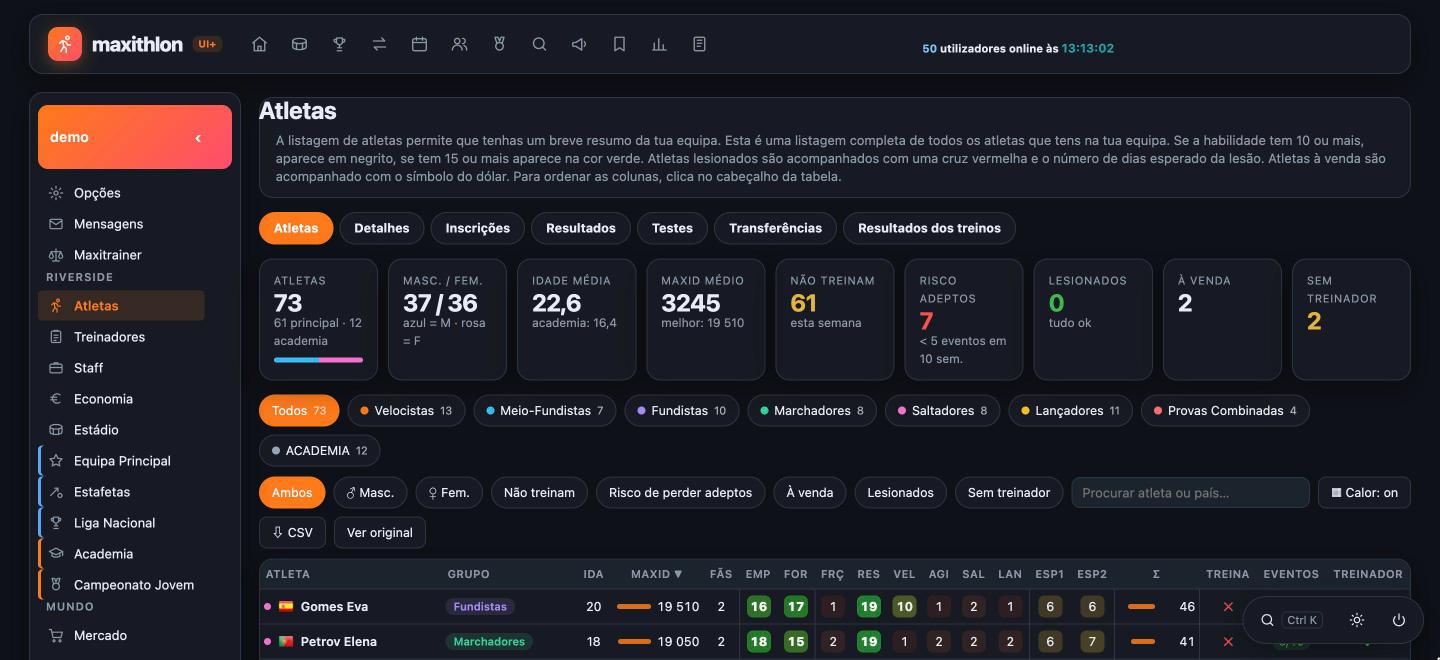 maxithlon UI+
50 utilizadores online às 13:13:02
demo
Opções
Mensagens
Maxitrainer
RIVERSIDE
Atletas
Treinadores
Staff
Economia
Estádio
Equipa Principal
Estafetas
Liga Nacional
Academia
Campeonato Jovem
MUNDO
Mercado
Atletas
A listagem de atletas permite que tenhas um breve resumo da tua equipa. Esta é uma listagem completa de todos os atletas que tens na tua equipa. Se a habilidade tem 10 ou mais,
aparece em negrito, se tem 15 ou mais aparece na cor verde. Atletas lesionados são acompanhados com uma cruz vermelha e o número de dias esperado da lesão. Atletas à venda são
acompanhado com o símbolo do dólar. Para ordenar as colunas, clica no cabeçalho da tabela.
Atletas Detalhes Inscrições Resultados Testes Transferências Resultados dos treinos
ATLETAS
73
61 principal · 12
academia
MASC. / FEM.
37 / 36
azul = M · rosa
= F
IDADE MÉDIA
22,6
academia: 16,4
MAXID MÉDIO
3245
melhor: 19 510
NÃO TREINAM
61
esta semana
RISCO
ADEPTOS
7
< 5 eventos em
10 sem.
LESIONADOS
0
tudo ok
À VENDA
2
SEM
TREINADOR
2
Todos 73 Velocistas 13 Meio-Fundistas 7 Fundistas 10 Marchadores 8 Saltadores 8 Lançadores 11 Provas Combinadas 4
ACADEMIA 12
Ambos ♂ Masc. ♀ Fem. Não treinam Risco de perder adeptos À venda Lesionados Sem treinador Procurar atleta ou país... Calor: on
⇩ CSV Ver original
ATLETA GRUPO IDA MAXID ▼ FÃS EMP FOR FRÇ RES VEL AGI SAL LAN ESP1 ESP2 Σ TREINA EVENTOS TREINADOR
Gomes Eva Fundistas 20 19 510 2 16 17 1 19 10 1 2 1 6 6 46
Petrov Elena Marchadores 18 19 050 2 18 15 2 19 1 2 2 2 6 7 41
Ctrl K